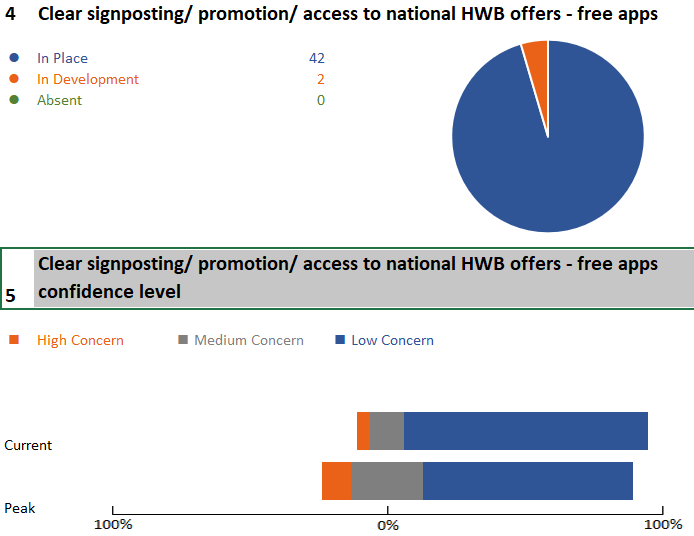 4 Clear signposting/ promotion/ access to national HWB offers - free apps
In Place 42
In Development 2
Absent 0
Clear signposting/ promotion/ access to national HWB offers - free apps
5 confidence level
High Concern Medium Concern Low Concern
Current
Peak
100% 0% 100%